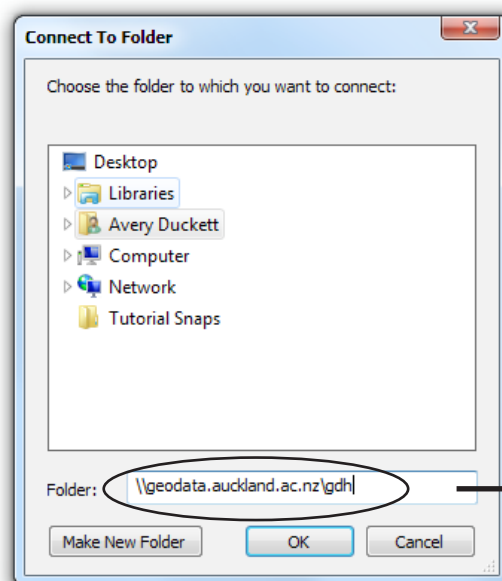 Connect To Folder
Choose the folder to which you want to connect:
Desktop
Libraries
Avery Duckett
Computer
Network
Tutorial Snaps
Folder: \\geodata.auckland.ac.nz\gdh
Make New Folder OK Cancel